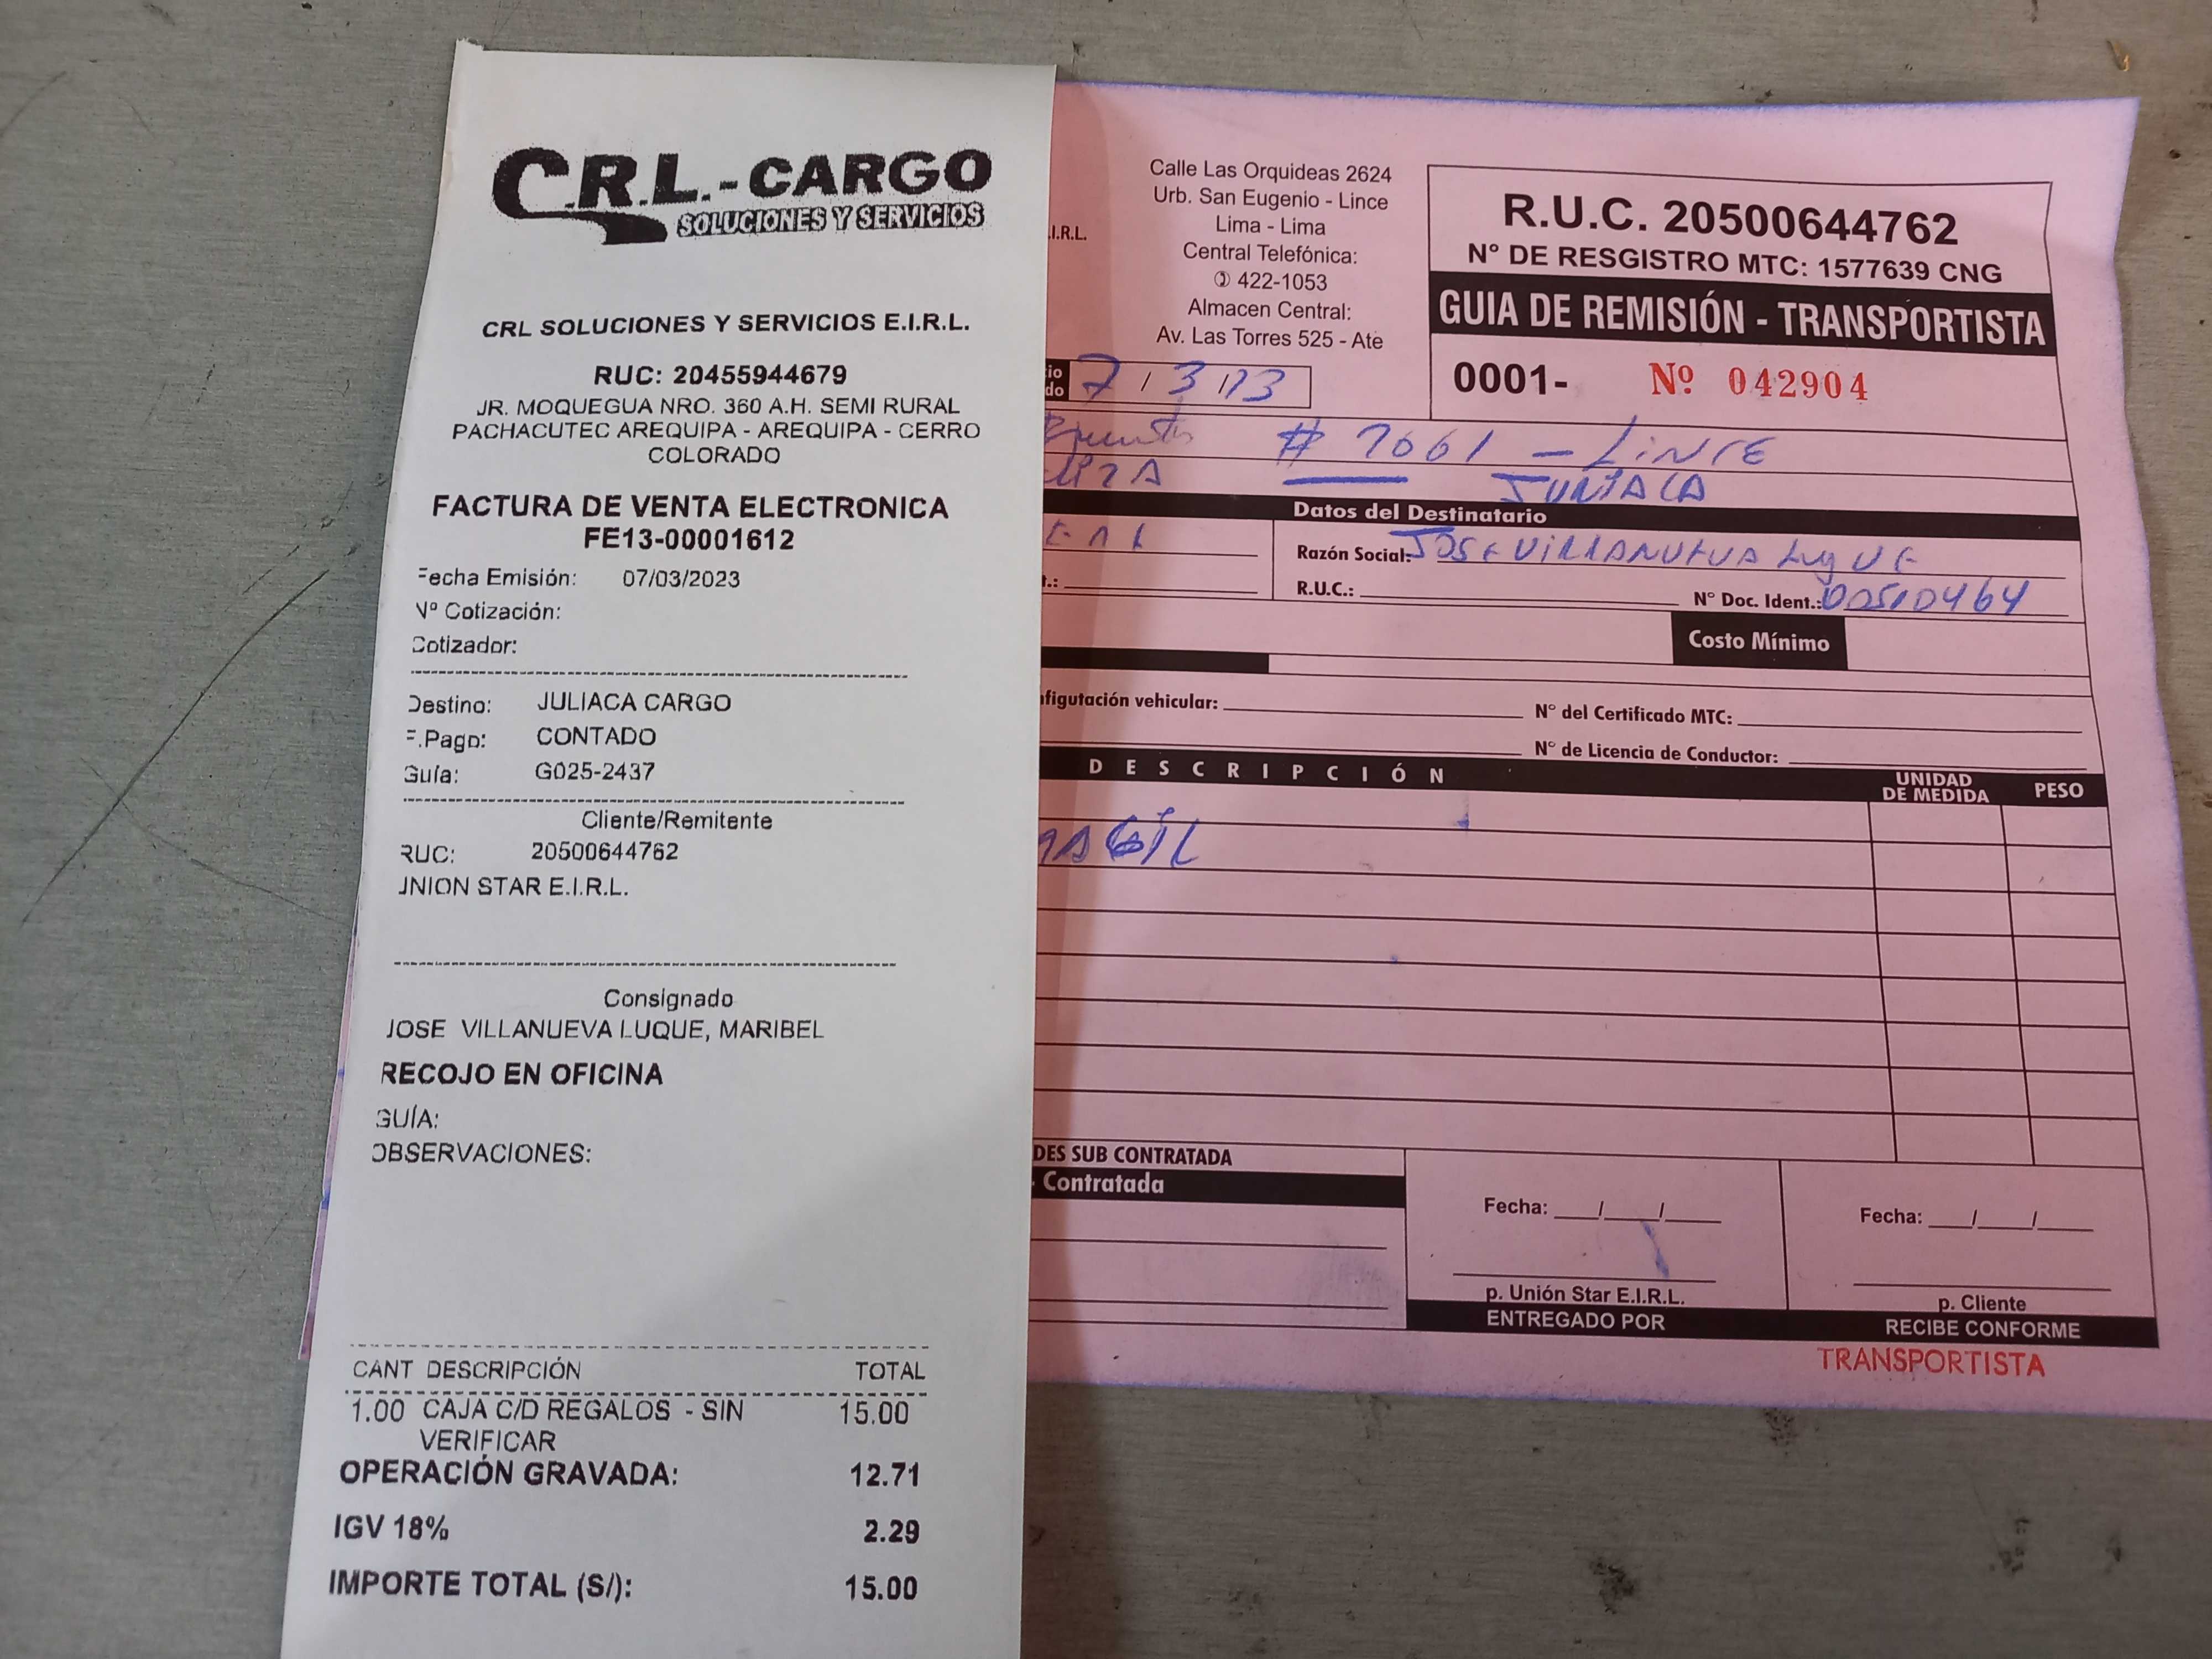 C.R.L.-CARGO
SOLUCIONES Y SERVICIOS
CRL SOLUCIONES Y SERVICIOS E.I.R.L.
RUC: 20455944679
JR. MOQUEGUA NRO. 360 A.H. SEMI RURAL
PACHACUTEC AREQUIPA - AREQUIPA - CERRO
COLORADO
FACTURA DE VENTA ELECTRONICA
FE13-00001612
Fecha Emisión: 07/03/2023
Nº Cotización:
Cotizador:
Destino: JULIACA CARGO
F.Pago: CONTADO
Guía: G025-2437
Cliente/Remitente
RUC: 20500644762
UNION STAR E.I.R.L.
Consignado
JOSE VILLANUEVA LUQUE, MARIBEL
RECOJO EN OFICINA
GUÍA:
OBSERVACIONES:
CANT DESCRIPCIÓN TOTAL
1.00 CAJA C/D REGALOS - SIN 15.00
VERIFICAR
OPERACIÓN GRAVADA: 12.71
IGV 18% 2.29
IMPORTE TOTAL (S/): 15.00
.I.R.L.
Calle Las Orquideas 2624
Urb. San Eugenio - Lince
Lima - Lima
Central Telefónica:
✆ 422-1053
Almacen Central:
Av. Las Torres 525 - Ate
R.U.C. 20500644762
N° DE RESGISTRO MTC: 1577639 CNG
GUIA DE REMISIÓN - TRANSPORTISTA
0001- Nº 042904
io
do 7 / 3 /
# 7061 - LINCE
JULIACA
Datos del Destinatario
Razón Social: JOSE VILLANUEVA LUQUE
R.U.C.: N° Doc. Ident.: 00510464
Costo Mínimo
figutación vehicular: N° del Certificado MTC:
N° de Licencia de Conductor:
DESCRIPCIÓN UNIDAD DE MEDIDA PESO
DES SUB CONTRATADA
Contratada
Fecha: / / Fecha: / /
p. Unión Star E.I.R.L. p. Cliente
ENTREGADO POR RECIBE CONFORME
TRANSPORTISTA